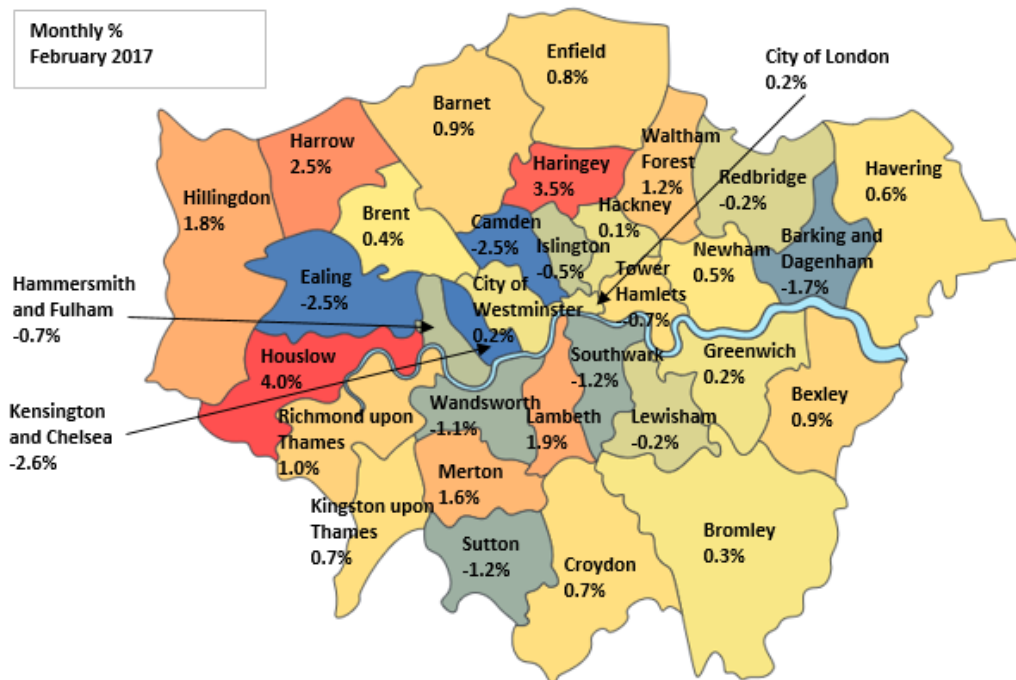 Monthly %
February 2017
Enfield
0.8%
City of London
0.2%
Barnet
0.9%
Harrow
2.5%
Haringey
3.5%
Waltham
Forest
1.2%
Redbridge
-0.2%
Havering
0.6%
Hillingdon
1.8%
Brent
0.4%
Camden
-2.5%
Islington
-0.5%
Hackney
0.1%
Newham
0.5%
Barking and
Dagenham
-1.7%
Hammersmith
and Fulham
-0.7%
Ealing
-2.5%
City of
Westminster
0.2%
Tower
Hamlets
-0.7%
Houslow
4.0%
Southwark
-1.2%
Greenwich
0.2%
Bexley
0.9%
Kensington
and Chelsea
-2.6%
Richmond upon
Thames
1.0%
Wandsworth
-1.1%
Lambeth
1.9%
Lewisham
-0.2%
Merton
1.6%
Kingston upon
Thames
0.7%
Sutton
-1.2%
Croydon
0.7%
Bromley
0.3%